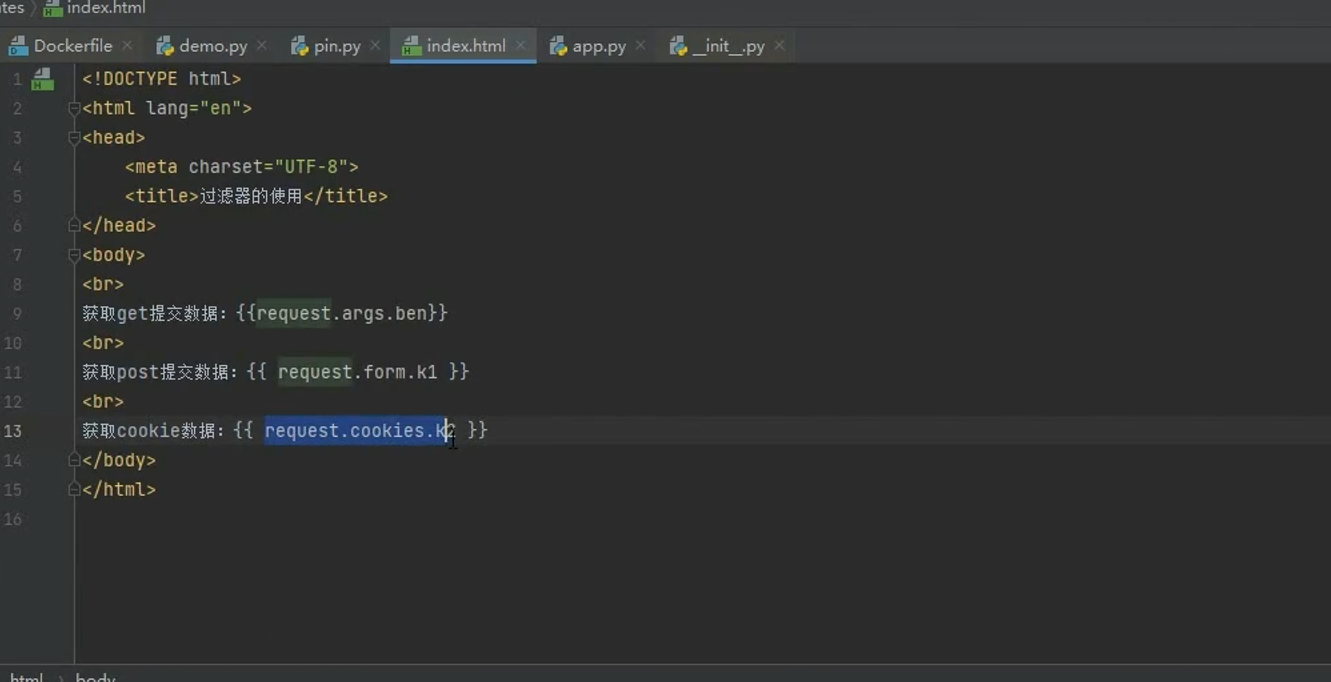 tes > index.html
Dockerfile × demo.py × pin.py × index.html × app.py × __init__.py ×
1 <!DOCTYPE html>
2 <html lang="en">
3 <head>
4 <meta charset="UTF-8">
5 <title>过滤器的使用</title>
6 </head>
7 <body>
8 <br>
9 获取get提交数据：{{request.args.ben}}
10 <br>
11 获取post提交数据：{{ request.form.k1 }}
12 <br>
13 获取cookie数据：{{ request.cookies.k2 }}
14 </body>
15 </html>
16
html > body